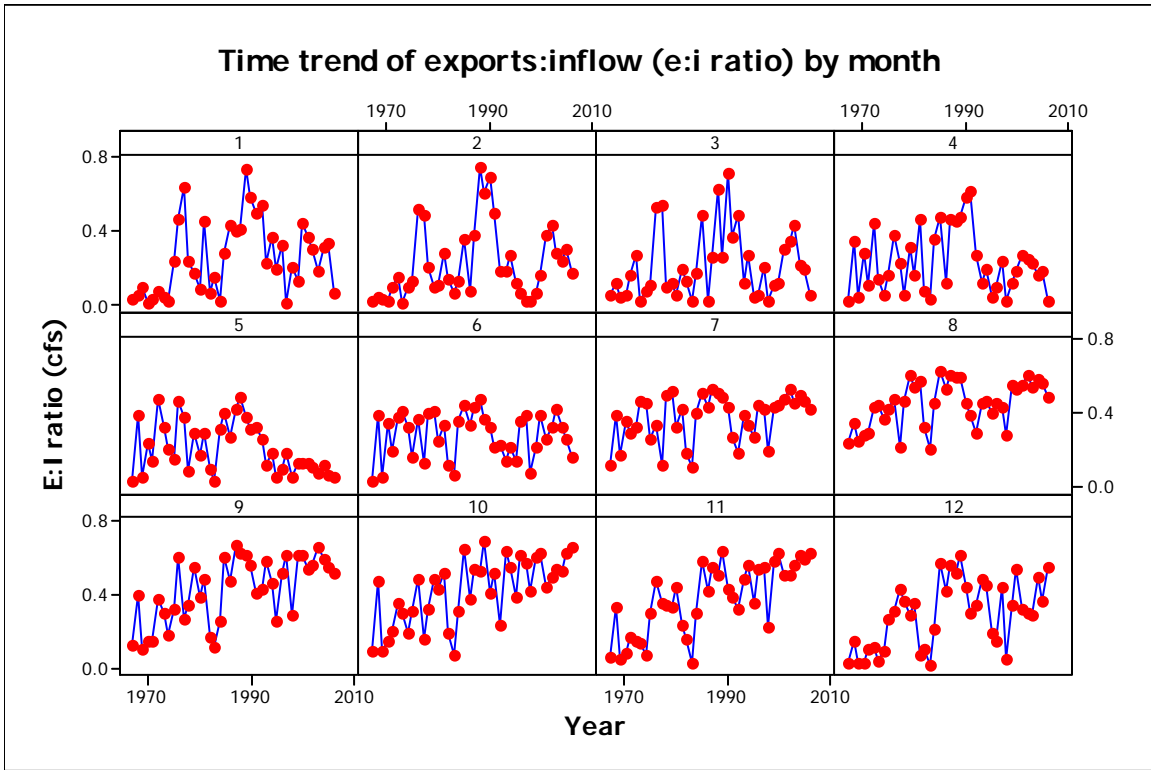 Time trend of exports:inflow (e:i ratio) by month
1970 1990 2010 1970 1990 2010
1 2 3 4
0.8
0.4
0.0
5 6 7 8
0.8
0.4
0.0
9 10 11 12
0.8
0.4
0.0
1970 1990 2010 1970 1990 2010
E:I ratio (cfs)
Year